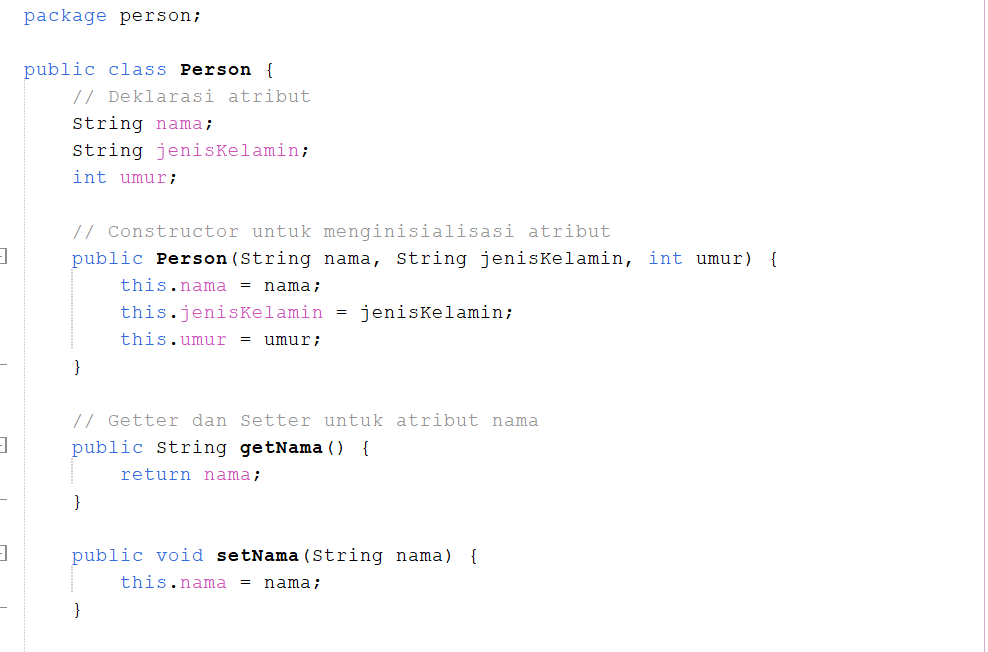 package person;
public class Person {
// Deklarasi atribut
String nama;
String jenisKelamin;
int umur;
// Constructor untuk menginisialisasi atribut
public Person(String nama, String jenisKelamin, int umur) {
this.nama = nama;
this.jenisKelamin = jenisKelamin;
this.umur = umur;
}
// Getter dan Setter untuk atribut nama
public String getNama() {
return nama;
}
public void setNama(String nama) {
this.nama = nama;
}